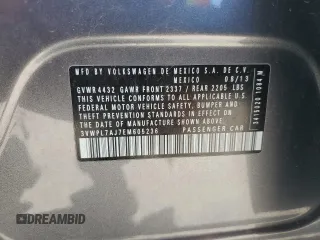 MFD BY VOLKSWAGEN DE MEXICO S.A. DE C.V.
MEXICO 09/13
GVWR 4432 GAWR FRONT 2337 / REAR 2205 LBS
THIS VEHICLE CONFORMS TO ALL APPLICABLE U.S.
FEDERAL MOTOR VEHICLE SAFETY, BUMPER, AND
THEFT PREVENTION STANDARDS IN EFFECT ON THE
DATE OF MANUFACTURE SHOWN ABOVE
3VWPL7AJ7EM605236 PASSENGER CAR
DREAMBID